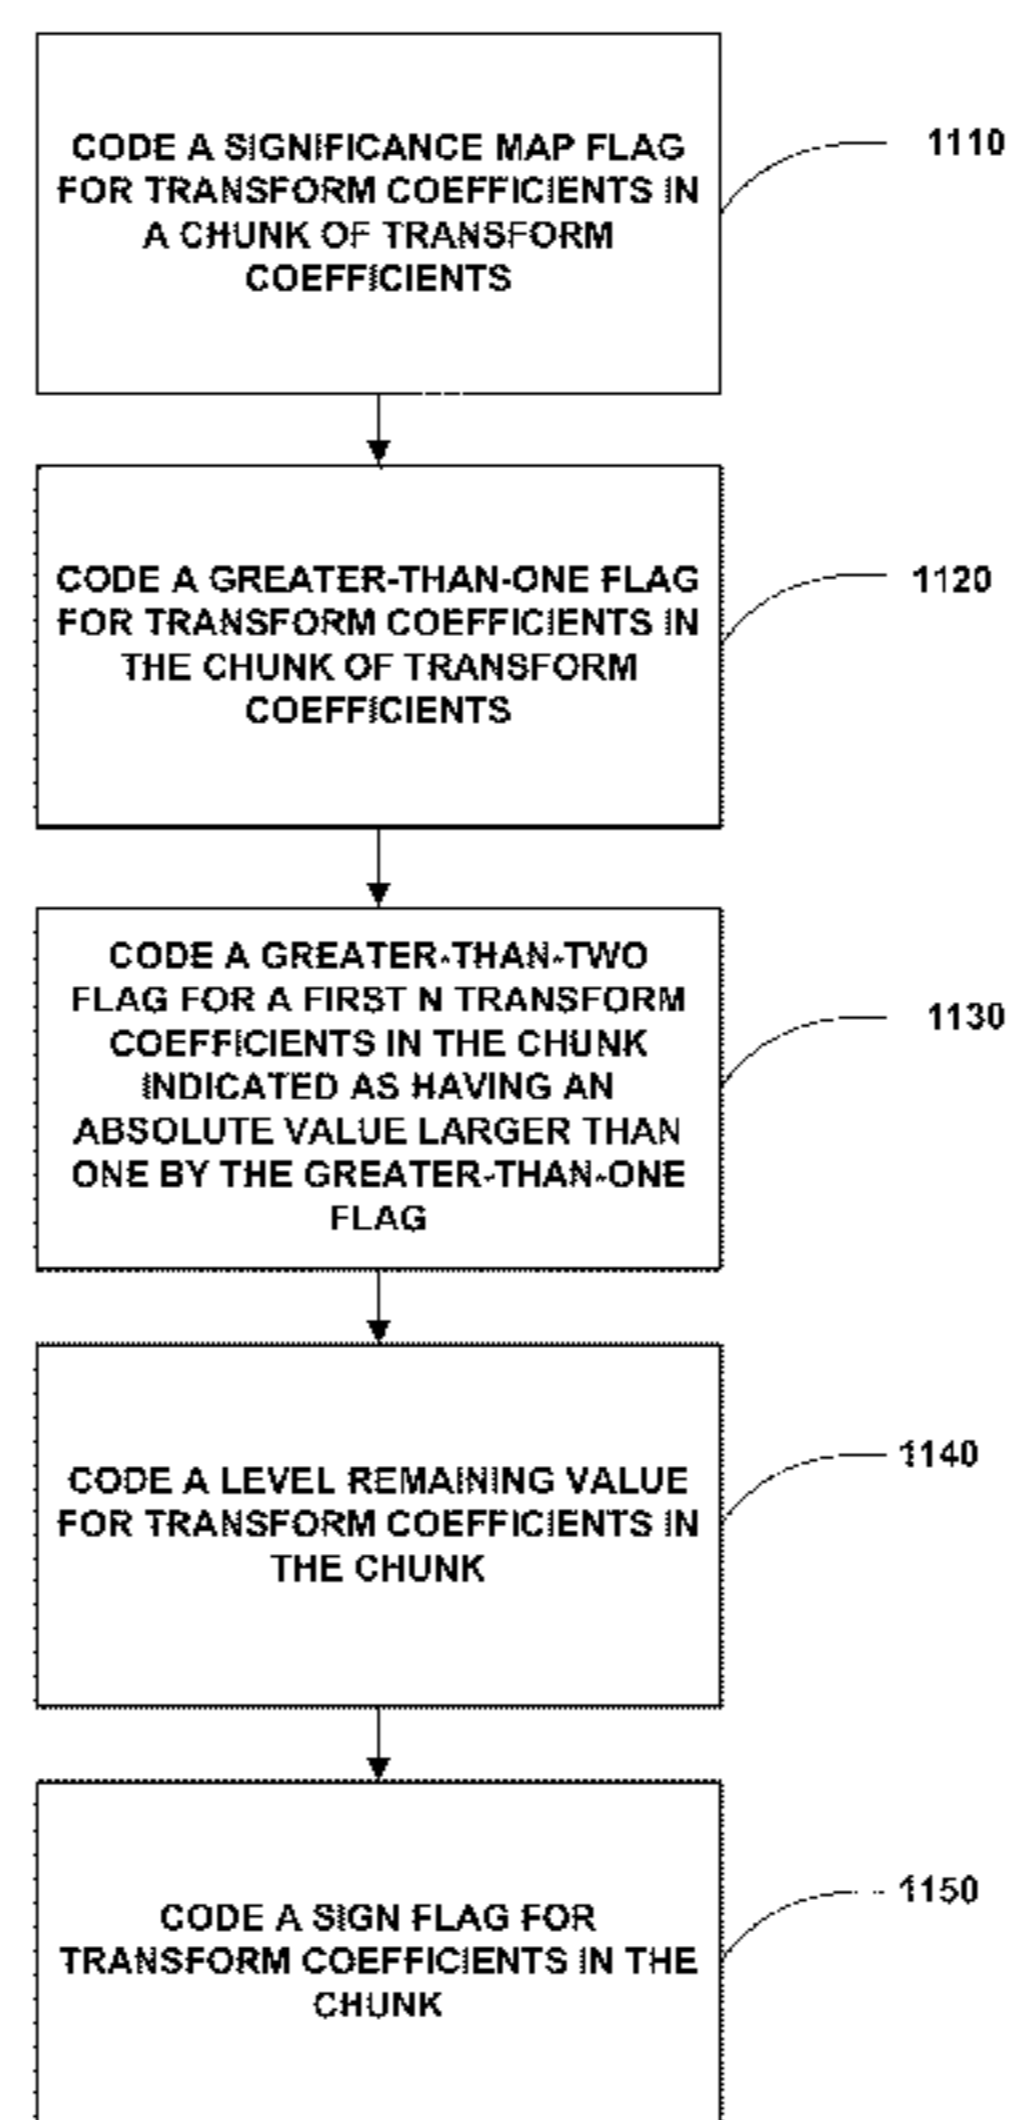 CODE A SIGNIFICANCE MAP FLAG
FOR TRANSFORM COEFFICIENTS IN
A CHUNK OF TRANSFORM
COEFFICIENTS
1110
CODE A GREATER-THAN-ONE FLAG
FOR TRANSFORM COEFFICIENTS IN
THE CHUNK OF TRANSFORM
COEFFICIENTS
1120
CODE A GREATER-THAN-TWO
FLAG FOR A FIRST N TRANSFORM
COEFFICIENTS IN THE CHUNK
INDICATED AS HAVING AN
ABSOLUTE VALUE LARGER THAN
ONE BY THE GREATER-THAN-ONE
FLAG
1130
CODE A LEVEL REMAINING VALUE
FOR TRANSFORM COEFFICIENTS IN
THE CHUNK
1140
CODE A SIGN FLAG FOR
TRANSFORM COEFFICIENTS IN THE
CHUNK
1150